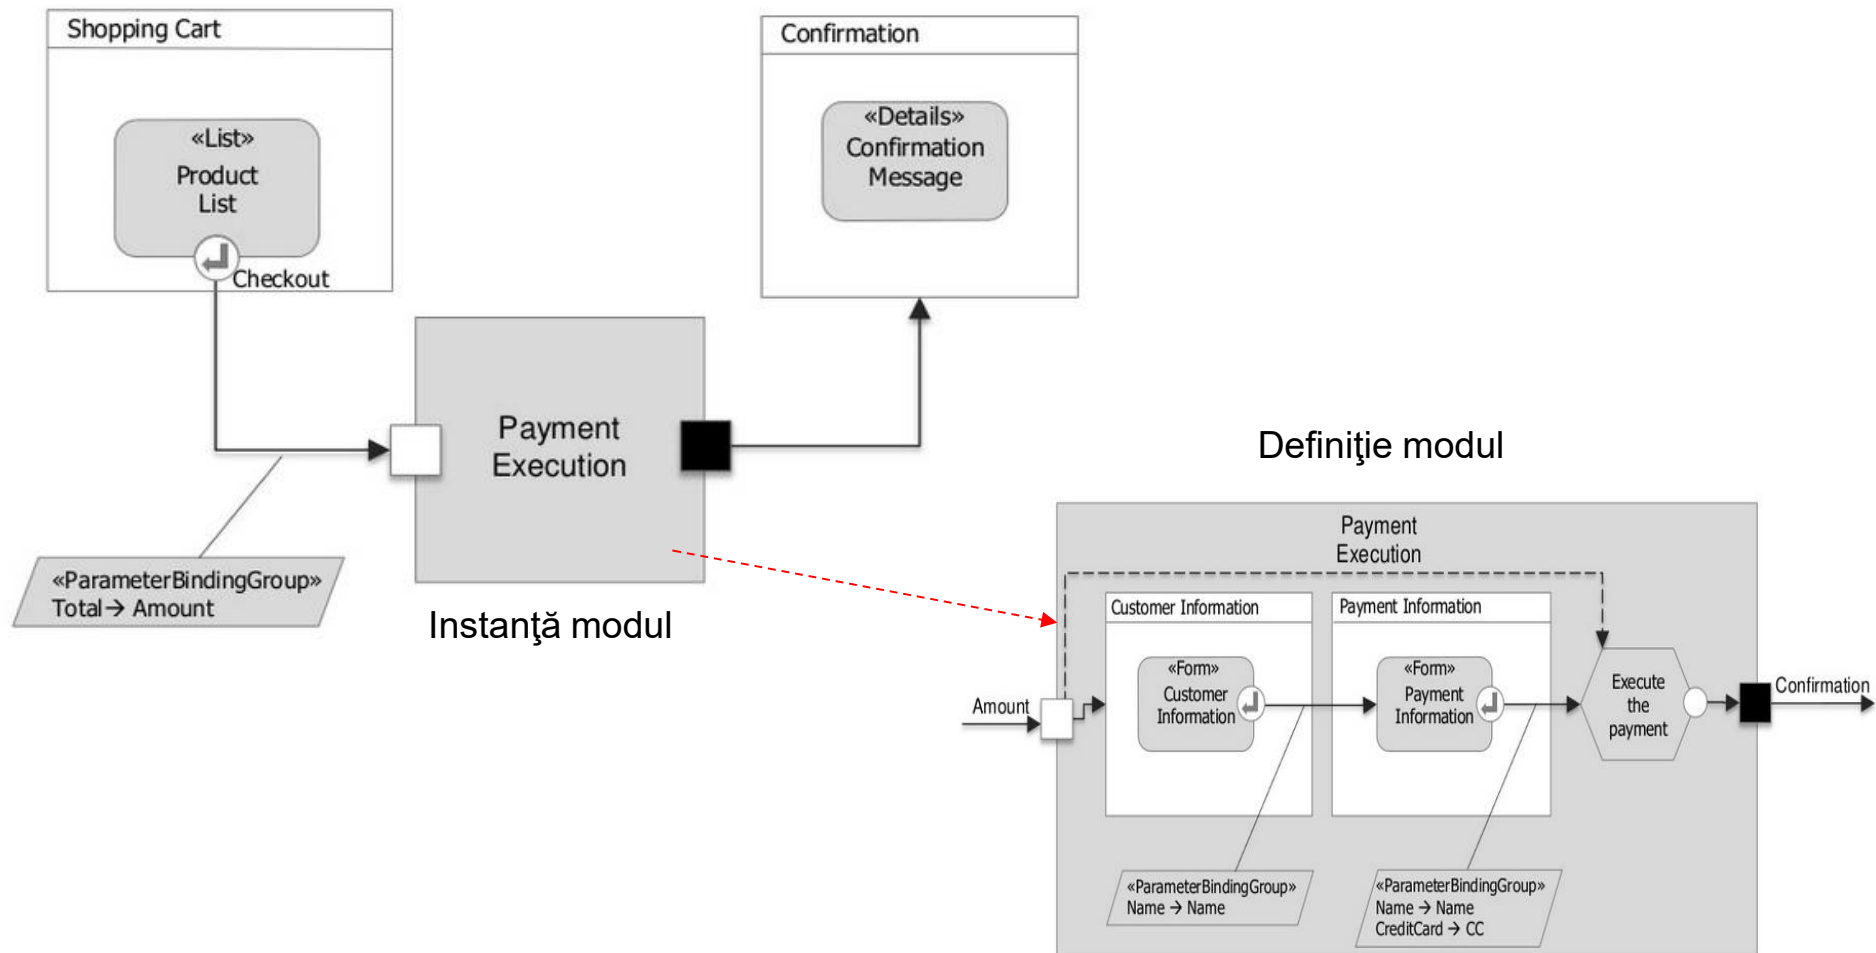 Shopping Cart
«List»
Product
List
Checkout
Confirmation
«Details»
Confirmation
Message
Payment
Execution
«ParameterBindingGroup»
Total→ Amount
Instanţă modul
Definiţie modul
Payment
Execution
Customer Information
«Form»
Customer
Information
Payment Information
«Form»
Payment
Information
Execute
the
payment
Amount
Confirmation
«ParameterBindingGroup»
Name → Name
«ParameterBindingGroup»
Name → Name
CreditCard → CC